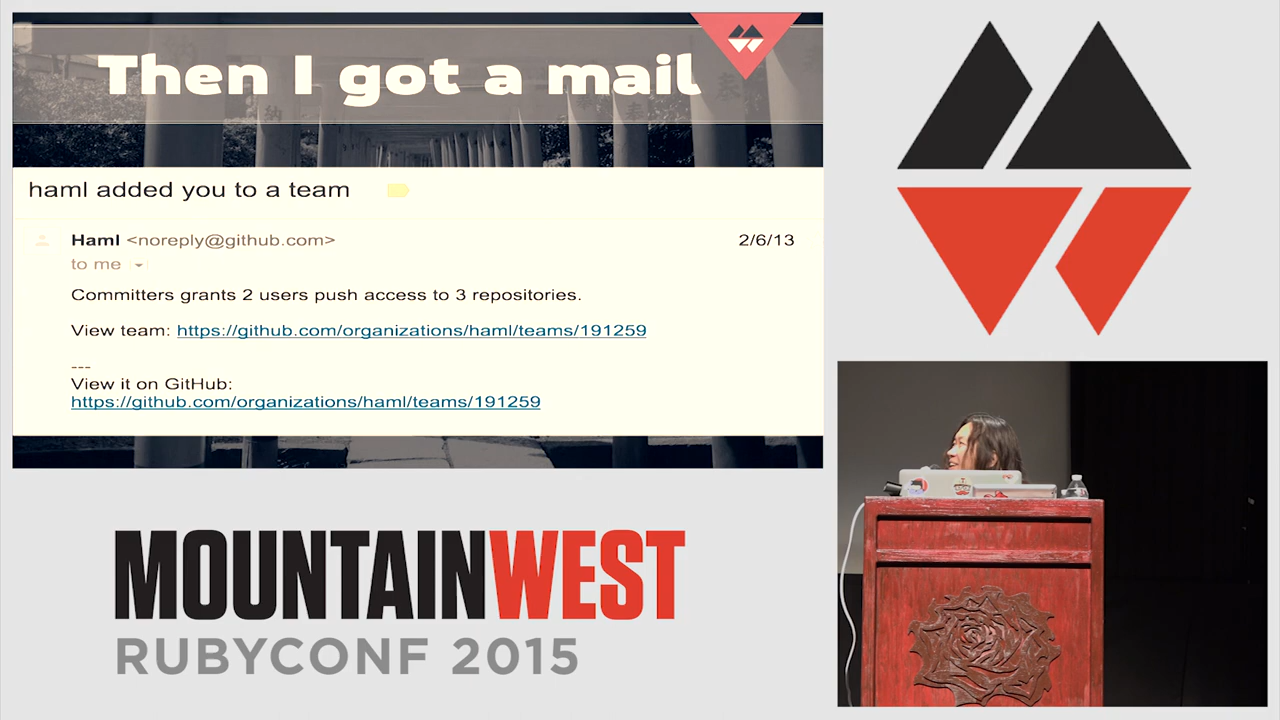 Then I got a mail
haml added you to a team
Haml <noreply@github.com>
2/6/13
to me
Committers grants 2 users push access to 3 repositories.
View team: https://github.com/organizations/haml/teams/191259
---
View it on GitHub:
https://github.com/organizations/haml/teams/191259
MOUNTAINWEST
RUBYCONF 2015